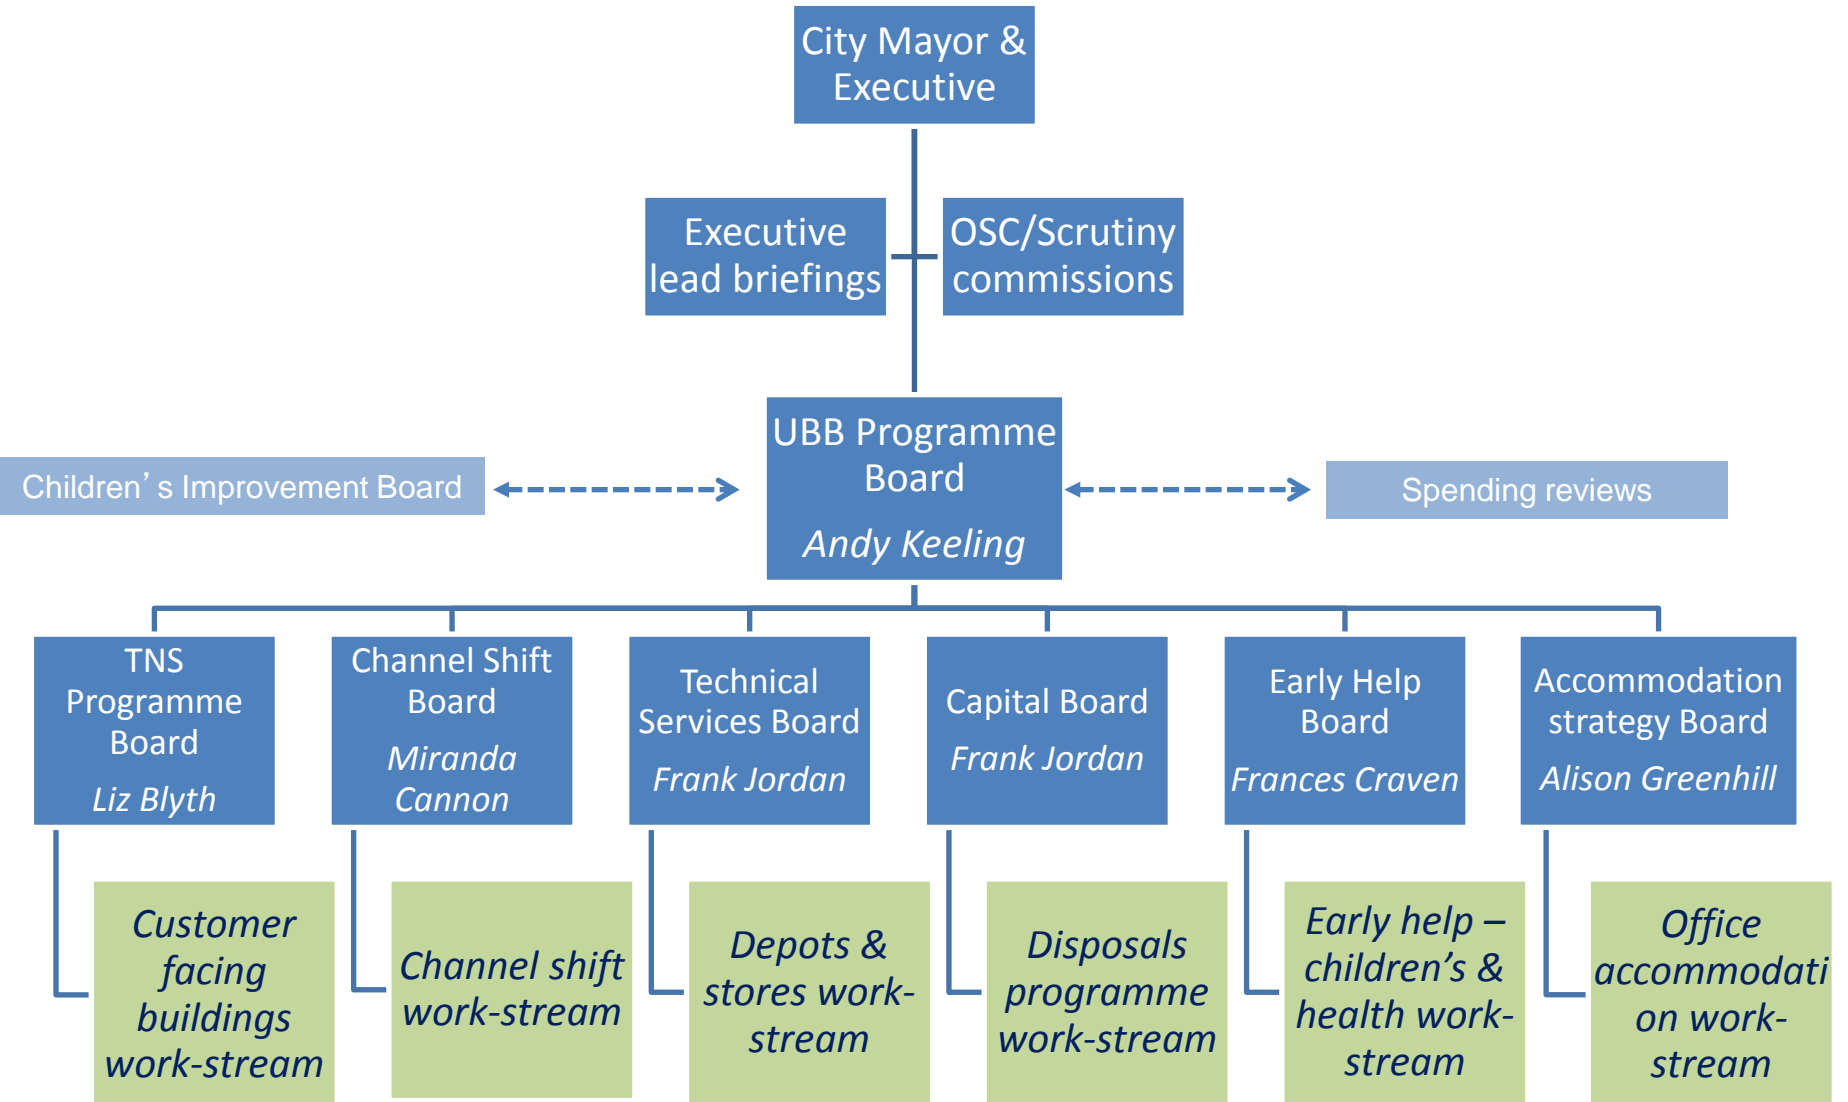 City Mayor &
Executive
Executive
lead briefings
OSC/Scrutiny
commissions
UBB Programme
Board
Andy Keeling
Children’s Improvement Board
Spending reviews
TNS
Programme
Board
Liz Blyth
Channel Shift
Board
Miranda
Cannon
Technical
Services Board
Frank Jordan
Capital Board
Frank Jordan
Early Help
Board
Frances Craven
Accommodation
strategy Board
Alison Greenhill
Customer
facing
buildings
work-stream
Channel shift
work-stream
Depots &
stores work-
stream
Disposals
programme
work-stream
Early help –
children’s &
health work-
stream
Office
accommodati
on work-
stream